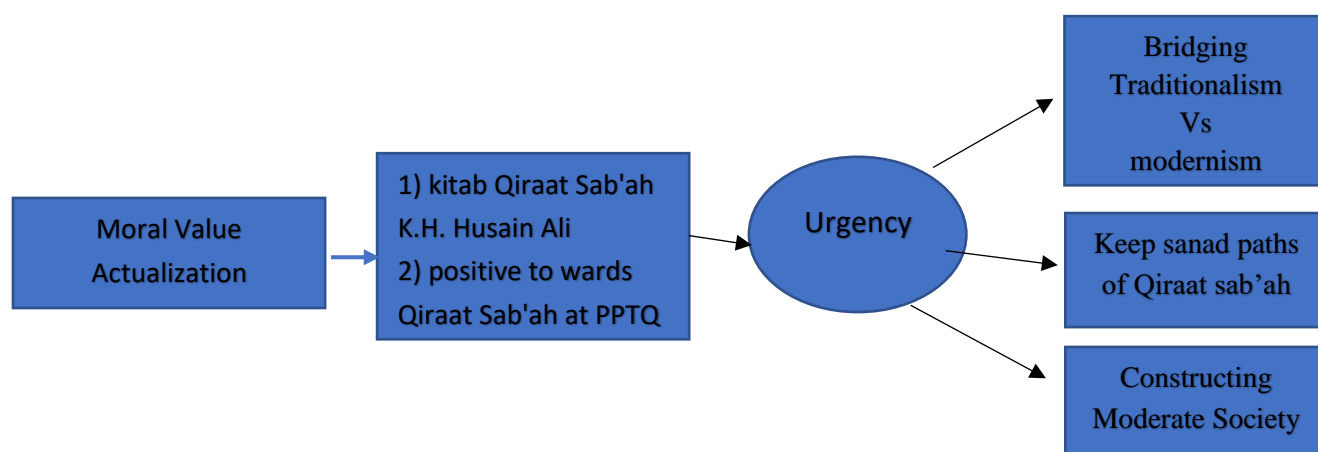 Moral Value
Actualization
1) kitab Qiraat Sab'ah
K.H. Husain Ali
2) positive to wards
Qiraat Sab'ah at PPTQ
Urgency
Bridging
Traditionalism
Vs
modernism
Keep sanad paths
of Qiraat sab’ah
Constructing
Moderate Society